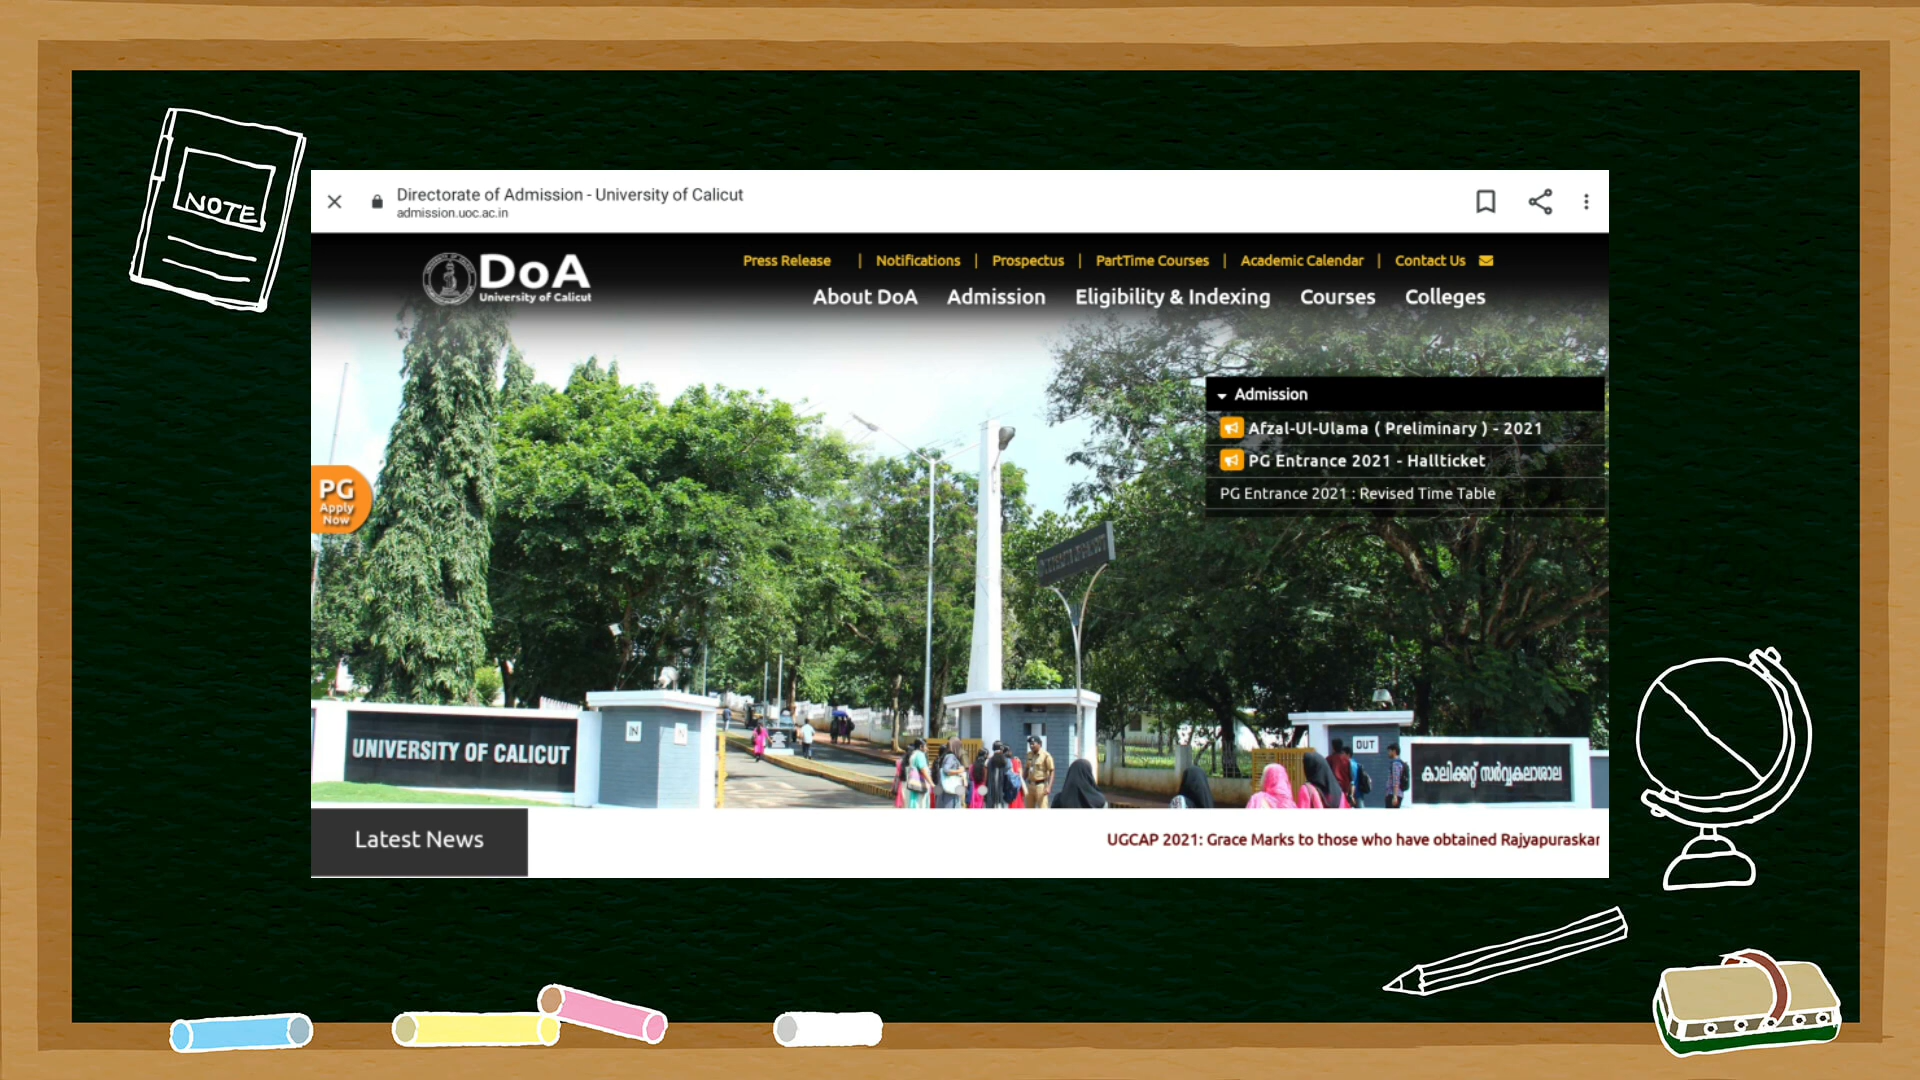 NOTE
Directorate of Admission - University of Calicut
admission.uoc.ac.in
DoA
University of Calicut
Press Release | Notifications | Prospectus | PartTime Courses | Academic Calendar | Contact Us
About DoA Admission Eligibility & Indexing Courses Colleges
Admission
Afzal-Ul-Ulama ( Preliminary ) - 2021
PG Entrance 2021 - Hallticket
PG Entrance 2021 : Revised Time Table
PG
Apply
Now
UNIVERSITY OF CALICUT
IN
OUT
കാലിക്കറ്റ് സർവ്വകലാശാല
Latest News
UGCAP 2021: Grace Marks to those who have obtained Rajyapuraskar